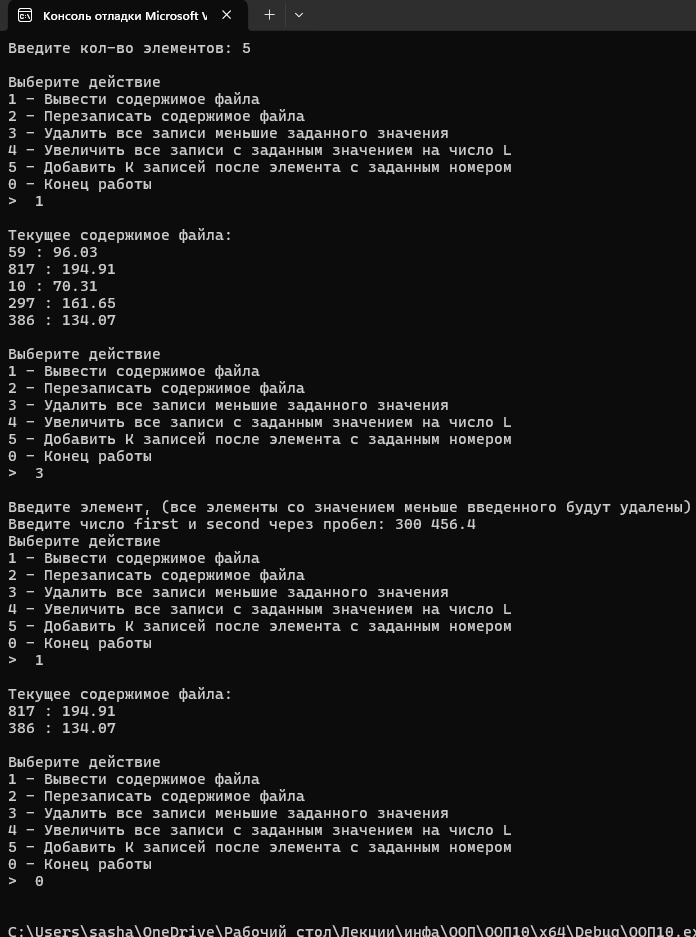 Консоль отладки Microsoft V
Введите кол-во элементов: 5
Выберите действие
1 - Вывести содержимое файла
2 - Перезаписать содержимое файла
3 - Удалить все записи меньшие заданного значения
4 - Увеличить все записи с заданным значением на число L
5 - Добавить К записей после элемента с заданным номером
0 - Конец работы
>  1
Текущее содержимое файла:
59 : 96.03
817 : 194.91
10 : 70.31
297 : 161.65
386 : 134.07
Выберите действие
1 - Вывести содержимое файла
2 - Перезаписать содержимое файла
3 - Удалить все записи меньшие заданного значения
4 - Увеличить все записи с заданным значением на число L
5 - Добавить К записей после элемента с заданным номером
0 - Конец работы
>  3
Введите элемент, (все элементы со значением меньше введенного будут удалены)
Введите число first и second через пробел: 300 456.4
Выберите действие
1 - Вывести содержимое файла
2 - Перезаписать содержимое файла
3 - Удалить все записи меньшие заданного значения
4 - Увеличить все записи с заданным значением на число L
5 - Добавить К записей после элемента с заданным номером
0 - Конец работы
>  1
Текущее содержимое файла:
817 : 194.91
386 : 134.07
Выберите действие
1 - Вывести содержимое файла
2 - Перезаписать содержимое файла
3 - Удалить все записи меньшие заданного значения
4 - Увеличить все записи с заданным значением на число L
5 - Добавить К записей после элемента с заданным номером
0 - Конец работы
>  0
C:\Users\sasha\OneDrive\Рабочий стол\Лекции\инфа\ООП\ООП10\x64\Debug\ООП10.ex